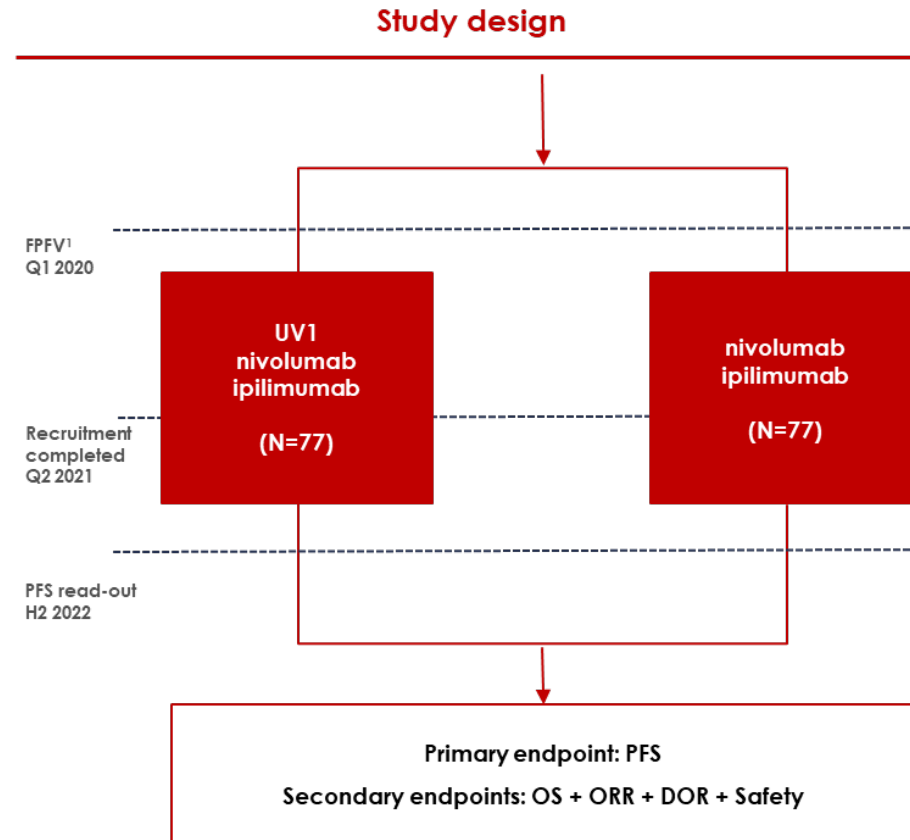 Study design
FPFV¹
Q1 2020
UV1
nivolumab
ipilimumab
(N=77)
nivolumab
ipilimumab
(N=77)
Recruitment
completed
Q2 2021
PFS read-out
H2 2022
Primary endpoint: PFS
Secondary endpoints: OS + ORR + DOR + Safety